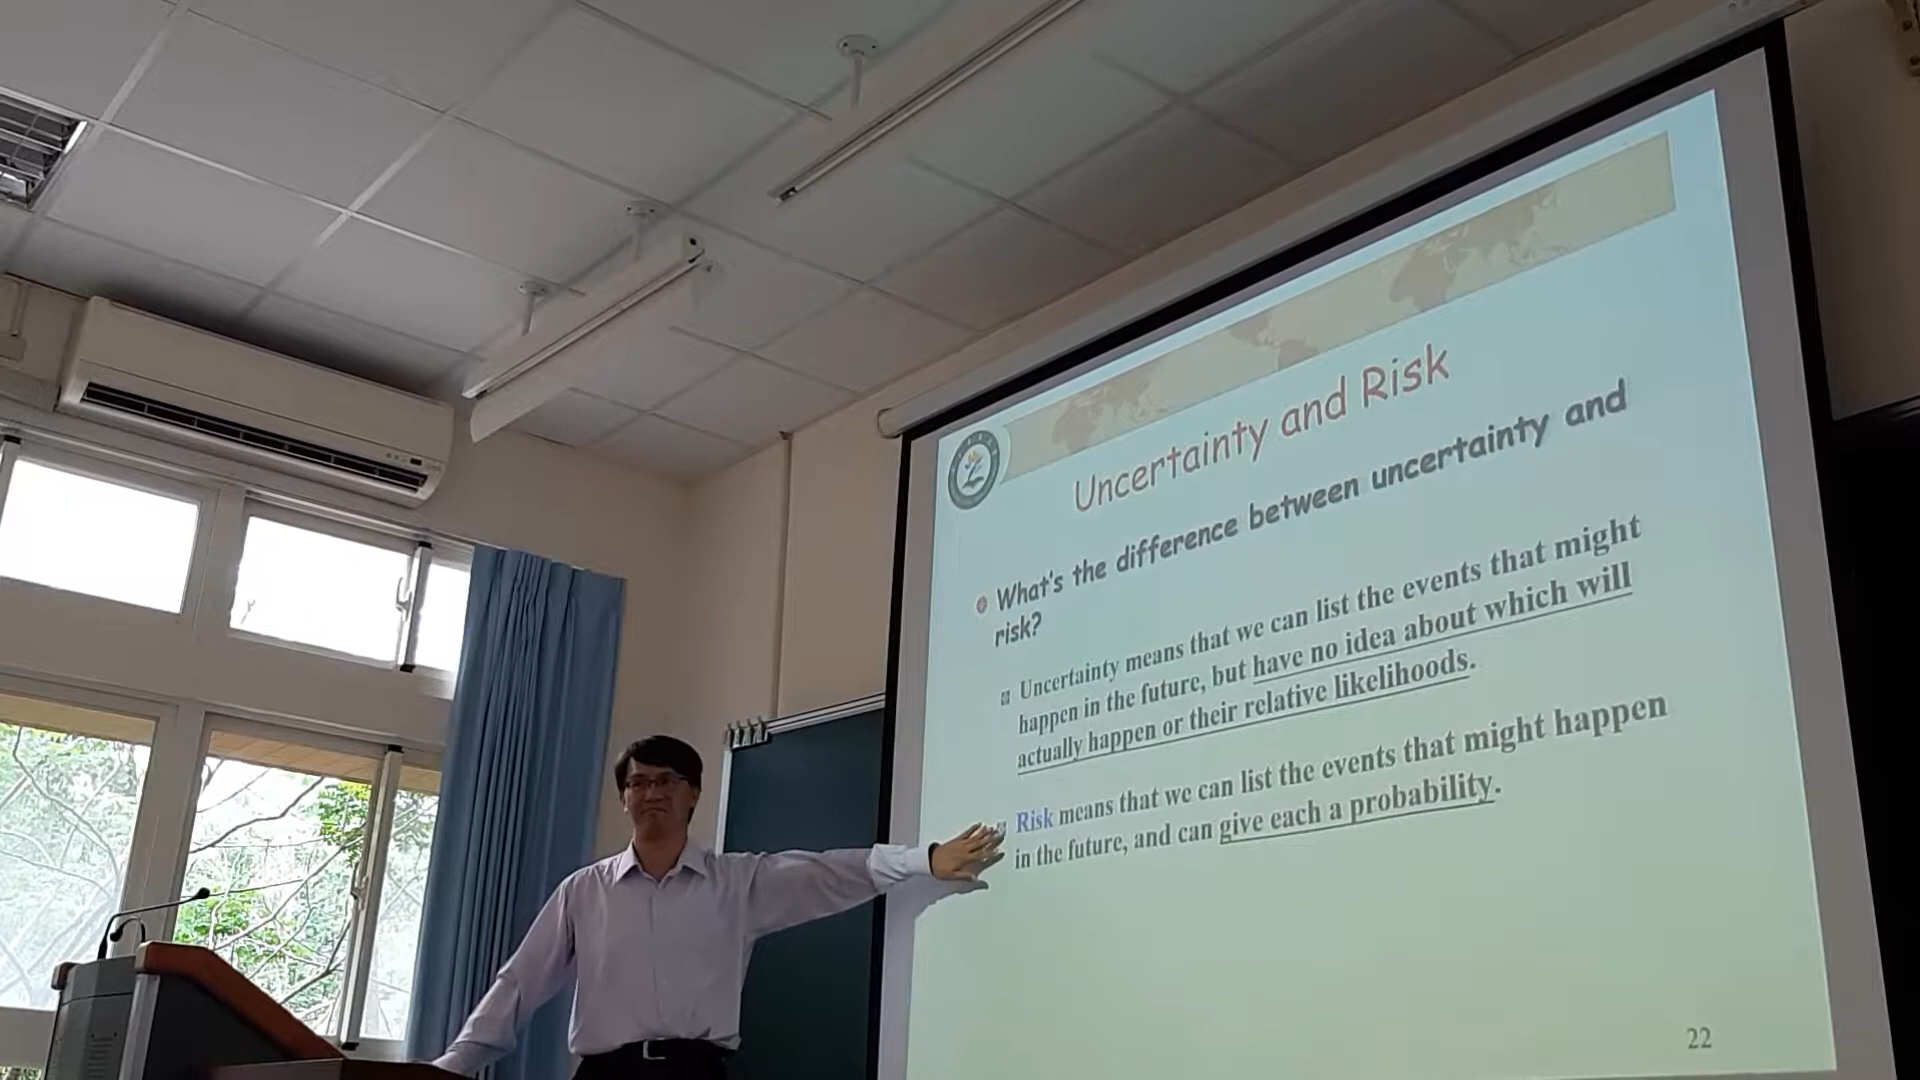 Uncertainty and Risk
What's the difference between uncertainty and
risk?
Uncertainty means that we can list the events that might
happen in the future, but have no idea about which will
actually happen or their relative likelihoods.
Risk means that we can list the events that might happen
in the future, and can give each a probability.
22